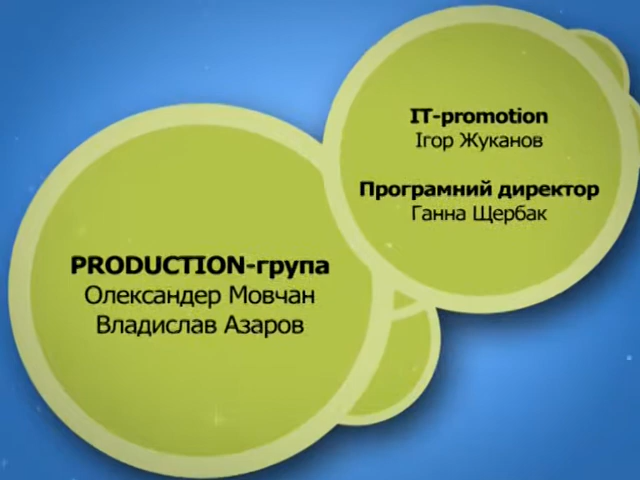 IT-promotion
Ігор Жуканов
Програмний директор
Ганна Щербак
PRODUCTION-група
Олександер Мовчан
Владислав Азаров